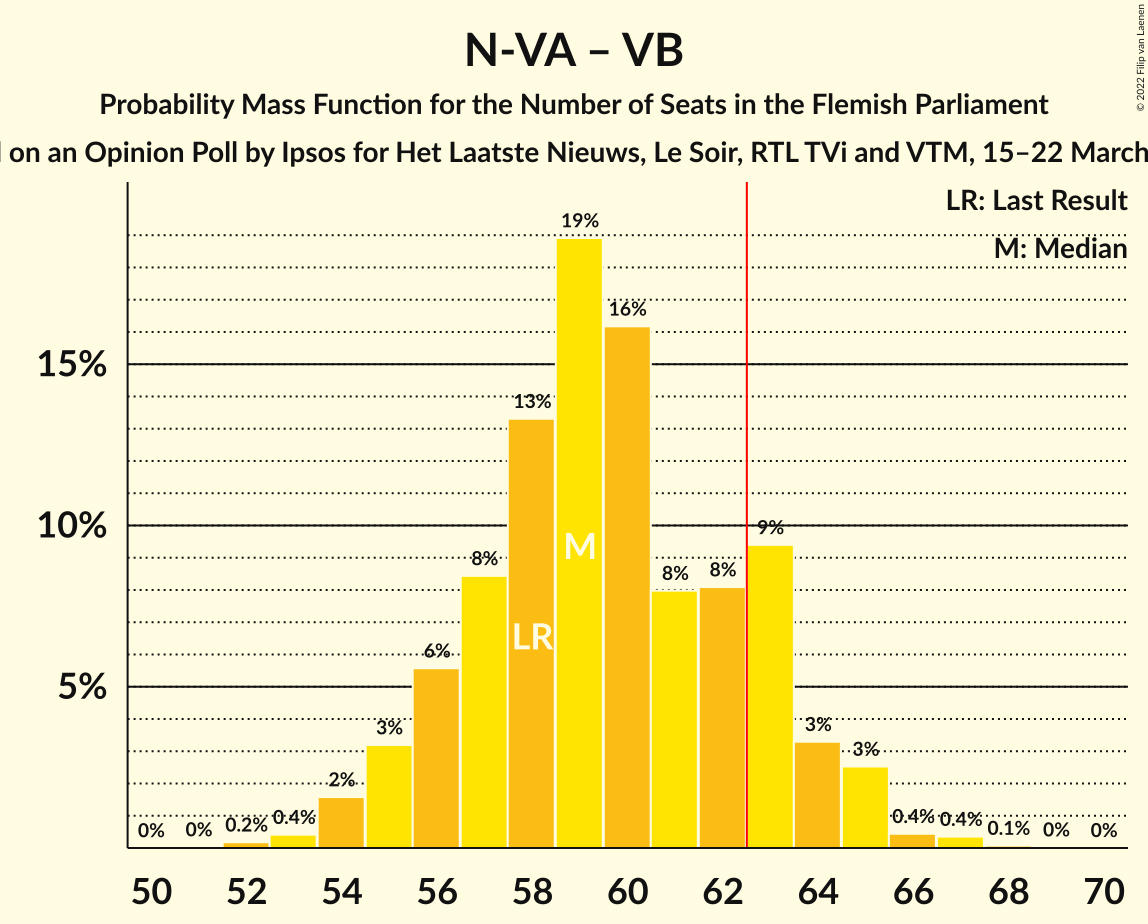 N-VA – VB
Probability Mass Function for the Number of Seats in the Flemish Parliament
on an Opinion Poll by Ipsos for Het Laatste Nieuws, Le Soir, RTL TVi and VTM, 15–22 March
© 2022 Filip van Laenen
LR: Last Result
M: Median
15%
10%
5%
0% 0% 0.2% 0.4% 2% 3% 6% 8% 13% 19% 16% 8% 8% 9% 3% 3% 0.4% 0.4% 0.1% 0% 0%
M
LR
50 52 54 56 58 60 62 64 66 68 70